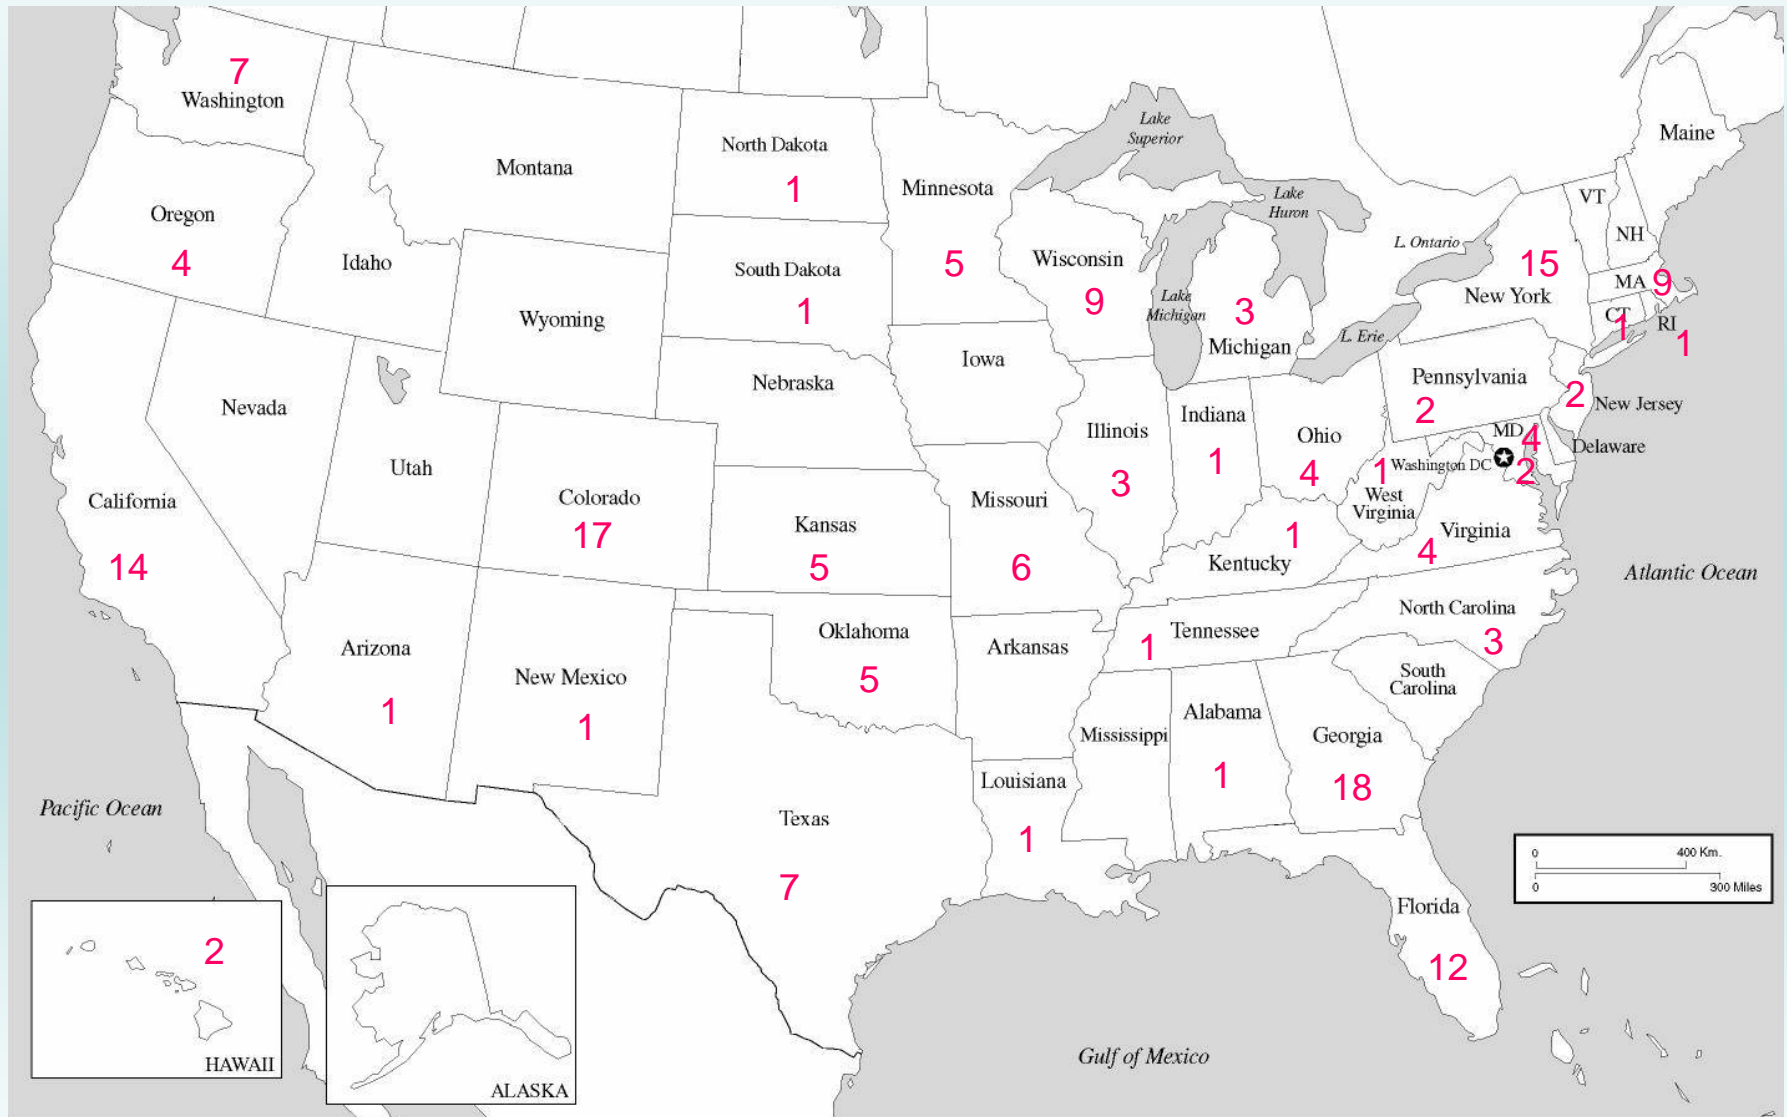 7
Washington
Montana
North Dakota
1
Minnesota
5
Lake
Superior
Maine
Oregon
4
Idaho
South Dakota
1
Wyoming
Wisconsin
9
Lake
Michigan
Lake
Huron
3
Michigan
L. Ontario
L. Erie
15
New York
VT
NH
MA
9
CT
1
RI
1
Iowa
Nebraska
Nevada
Utah
California
14
Colorado
17
Kansas
5
Missouri
6
Illinois
3
Indiana
1
Ohio
4
Pennsylvania
2
2
New Jersey
MD
4
Delaware
Washington DC
2
1
West
Virginia
Virginia
4
1
Kentucky
Atlantic Ocean
North Carolina
3
Tennessee
1
South
Carolina
Arizona
1
New Mexico
1
Oklahoma
5
Arkansas
Mississippi
Alabama
1
Georgia
18
Louisiana
1
Texas
7
Pacific Ocean
Florida
12
0
400 Km.
0
300 Miles
2
HAWAII
ALASKA
Gulf of Mexico